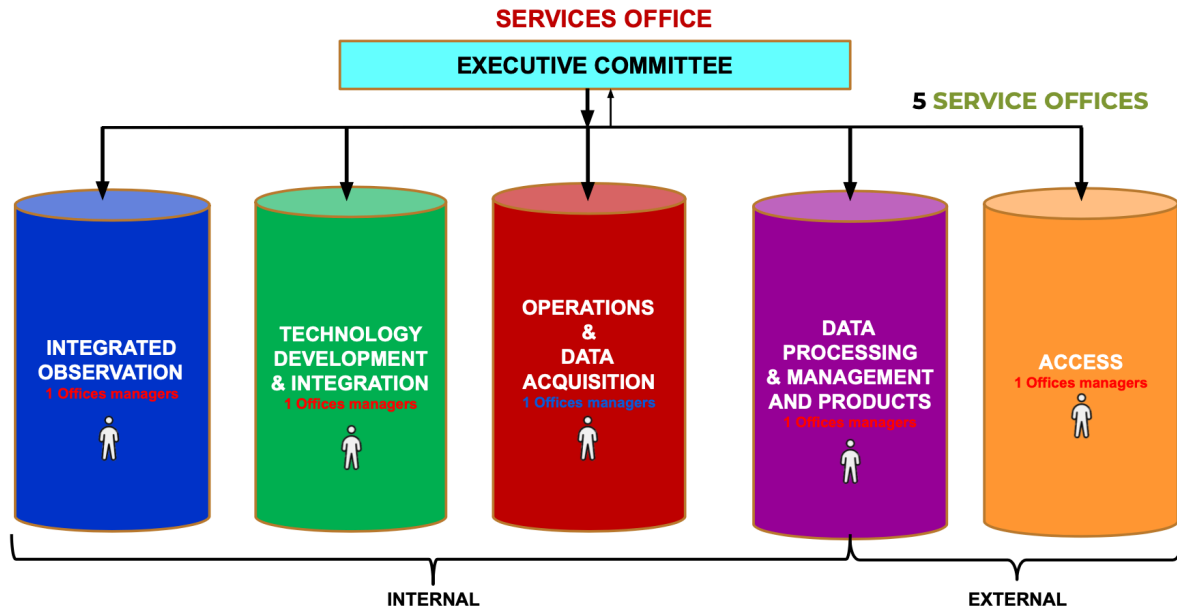 SERVICES OFFICE
EXECUTIVE COMMITTEE
5 SERVICE OFFICES
INTEGRATED
OBSERVATION
1 Offices managers
TECHNOLOGY
DEVELOPMENT
& INTEGRATION
1 Offices managers
OPERATIONS
&
DATA
ACQUISITION
1 Offices managers
DATA
PROCESSING
& MANAGEMENT
AND PRODUCTS
1 Offices managers
ACCESS
1 Offices managers
INTERNAL
EXTERNAL